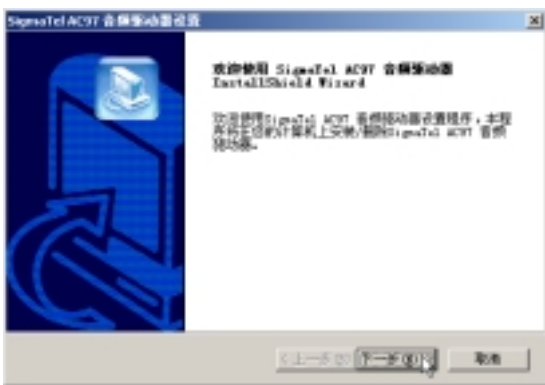 SigmaTel AC97 音频驱动器设置
欢迎使用 SigmaTel AC97 音频驱动器
InstallShield Wizard
欢迎使用SigmaTel AC97 音频驱动器设置程序。本程
序将在您的计算机上安装/删除SigmaTel AC97 音频
驱动器。
<上一步(B) 下一步(N)> 取消